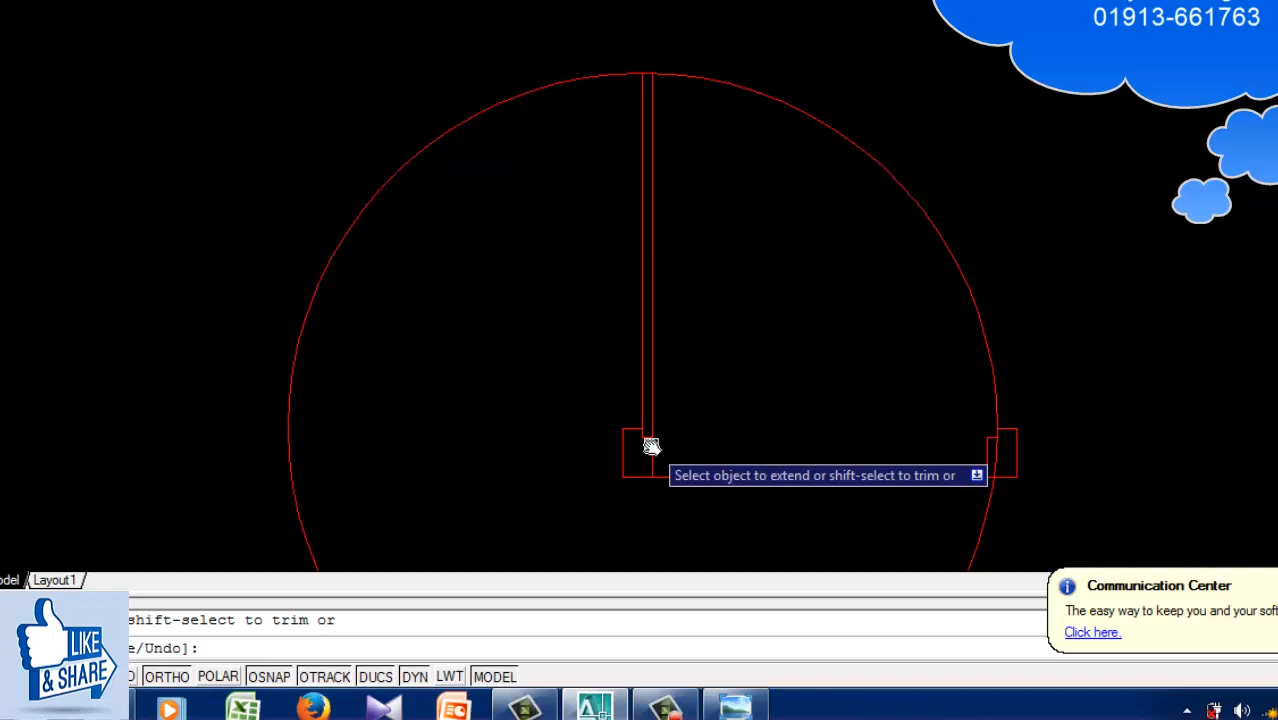 01913-661763
Select object to extend or shift-select to trim or
odel
Layout1
Communication Center
The easy way to keep you and your soft
Click here.
shift-select to trim or
e/Undo]:
LIKE
& SHARE
ORTHO POLAR OSNAP OTRACK DUCS DYN LWT MODEL